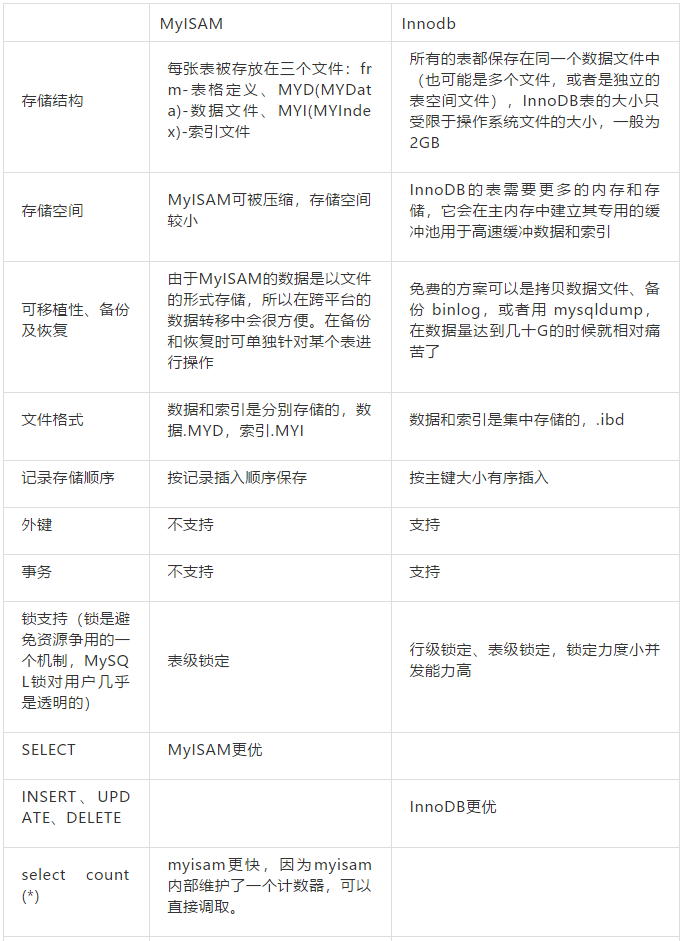 MyISAM
Innodb
存储结构
每张表被存放在三个文件：fr
m-表格定义、MYD(MYDat
a)-数据文件、MYI(MYInde
x)-索引文件
所有的表都保存在同一个数据文件中
（也可能是多个文件，或者是独立的
表空间文件），InnoDB表的大小只
受限于操作系统文件的大小，一般为
2GB
存储空间
MyISAM可被压缩，存储空间
较小
InnoDB的表需要更多的内存和存
储，它会在主内存中建立其专用的缓
冲池用于高速缓冲数据和索引
可移植性、备份
及恢复
由于MyISAM的数据是以文件
的形式存储，所以在跨平台的
数据转移中会很方便。在备份
和恢复时可单独针对某个表进
行操作
免费的方案可以是拷贝数据文件、备
份 binlog，或者用 mysqldump，
在数据量达到几十G的时候就相对痛
苦了
文件格式
数据和索引是分别存储的，数
据.MYD，索引.MYI
数据和索引是集中存储的，.ibd
记录存储顺序
按记录插入顺序保存
按主键大小有序插入
外键
不支持
支持
事务
不支持
支持
锁支持（锁是避
免资源争用的一
个机制，MySQ
L锁对用户几乎
是透明的）
表级锁定
行级锁定、表级锁定，锁定力度小并
发能力高
SELECT
MyISAM更优
INSERT、UPD
ATE、DELETE
InnoDB更优
select count
(*)
myisam更快，因为myisam
内部维护了一个计数器，可以
直接调取。